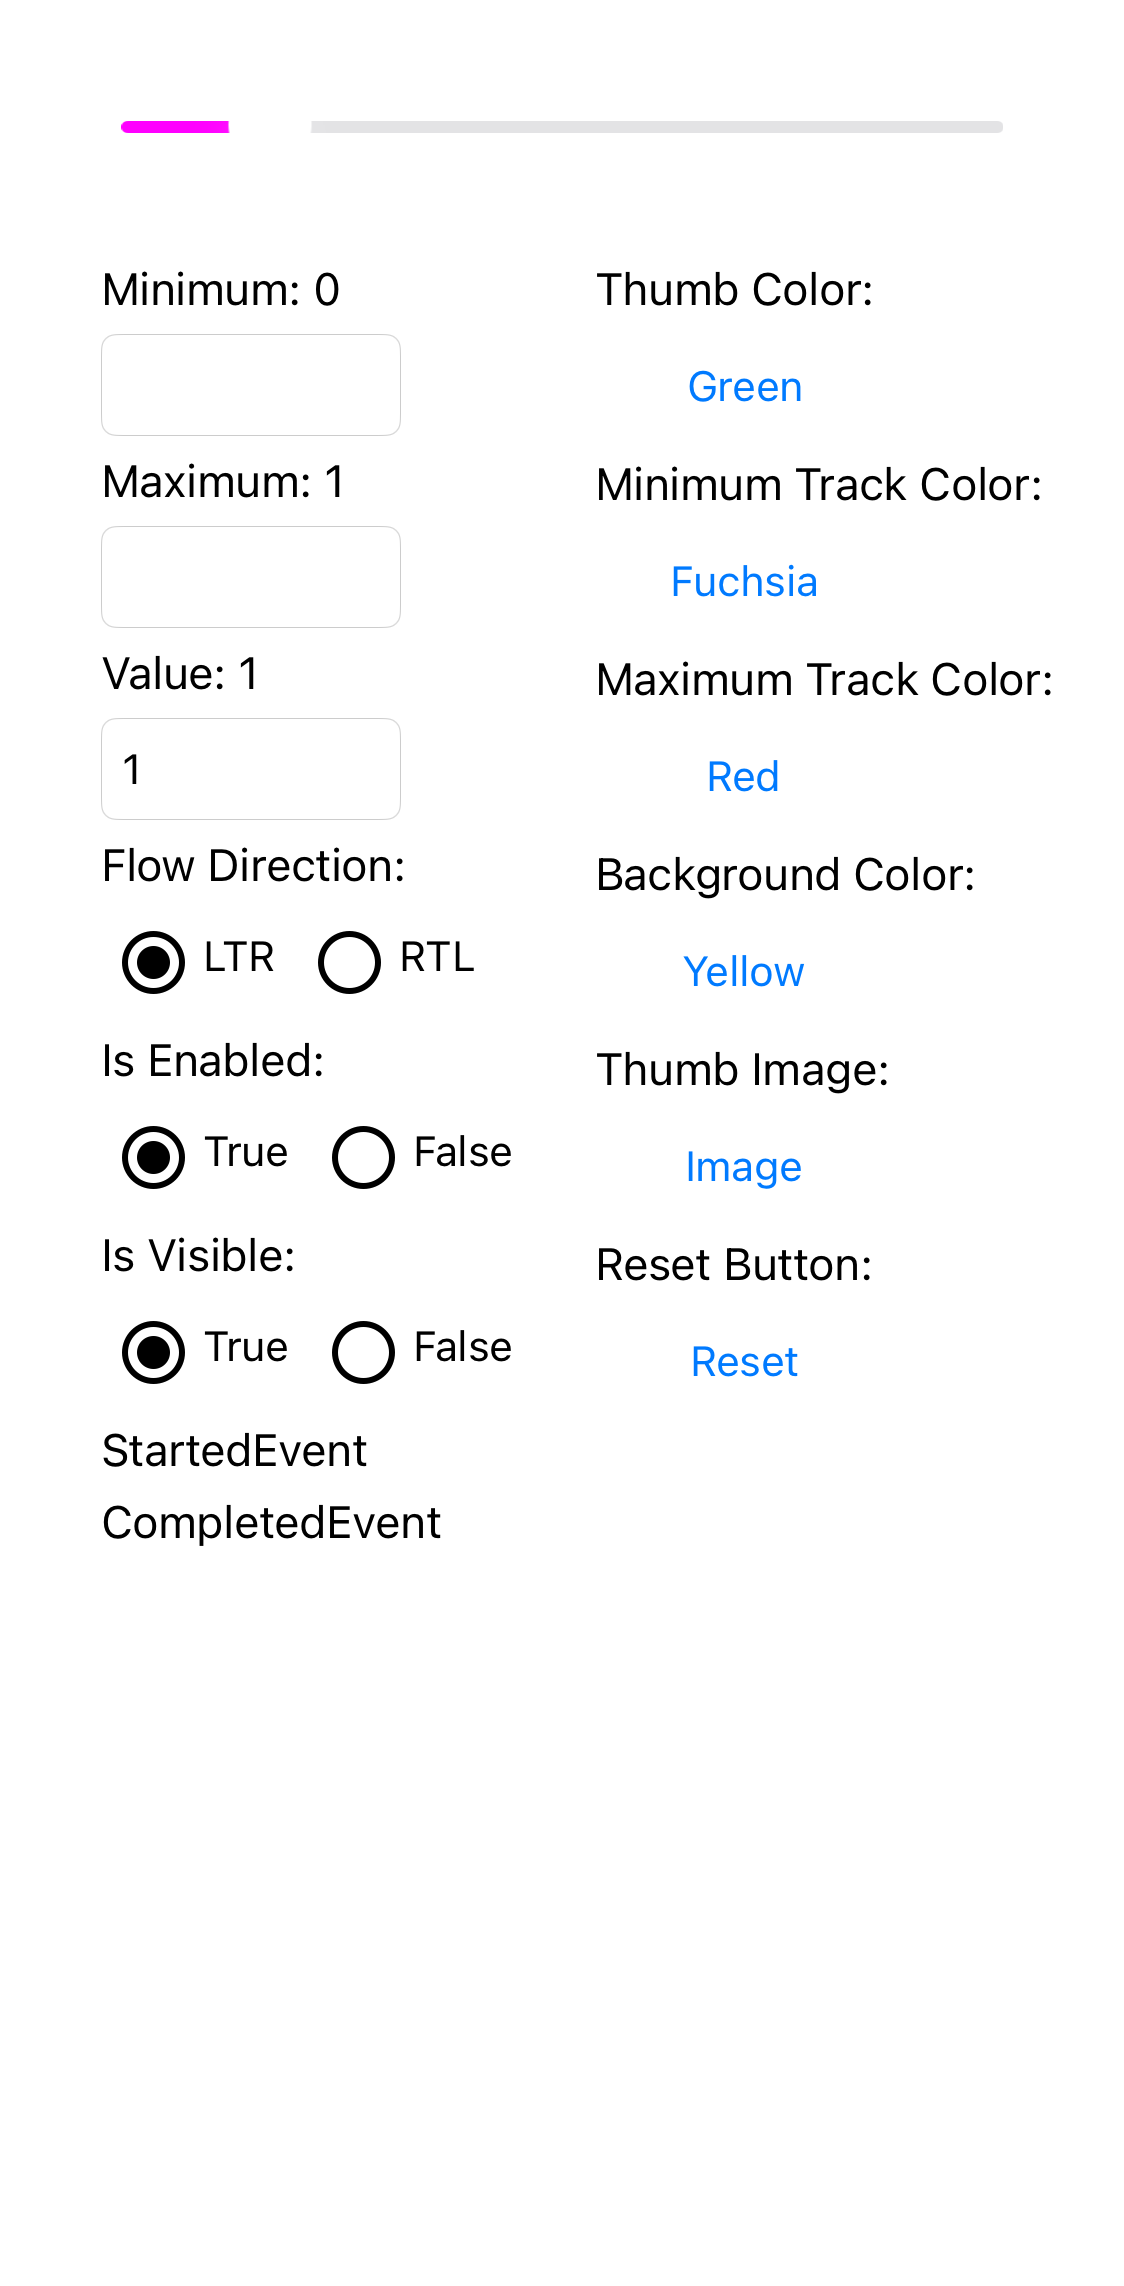 Minimum: 0
Maximum: 1
Value: 1
1
Flow Direction:
LTR RTL
Is Enabled:
True False
Is Visible:
True False
StartedEvent
CompletedEvent
Thumb Color:
Green
Minimum Track Color:
Fuchsia
Maximum Track Color:
Red
Background Color:
Yellow
Thumb Image:
Image
Reset Button:
Reset